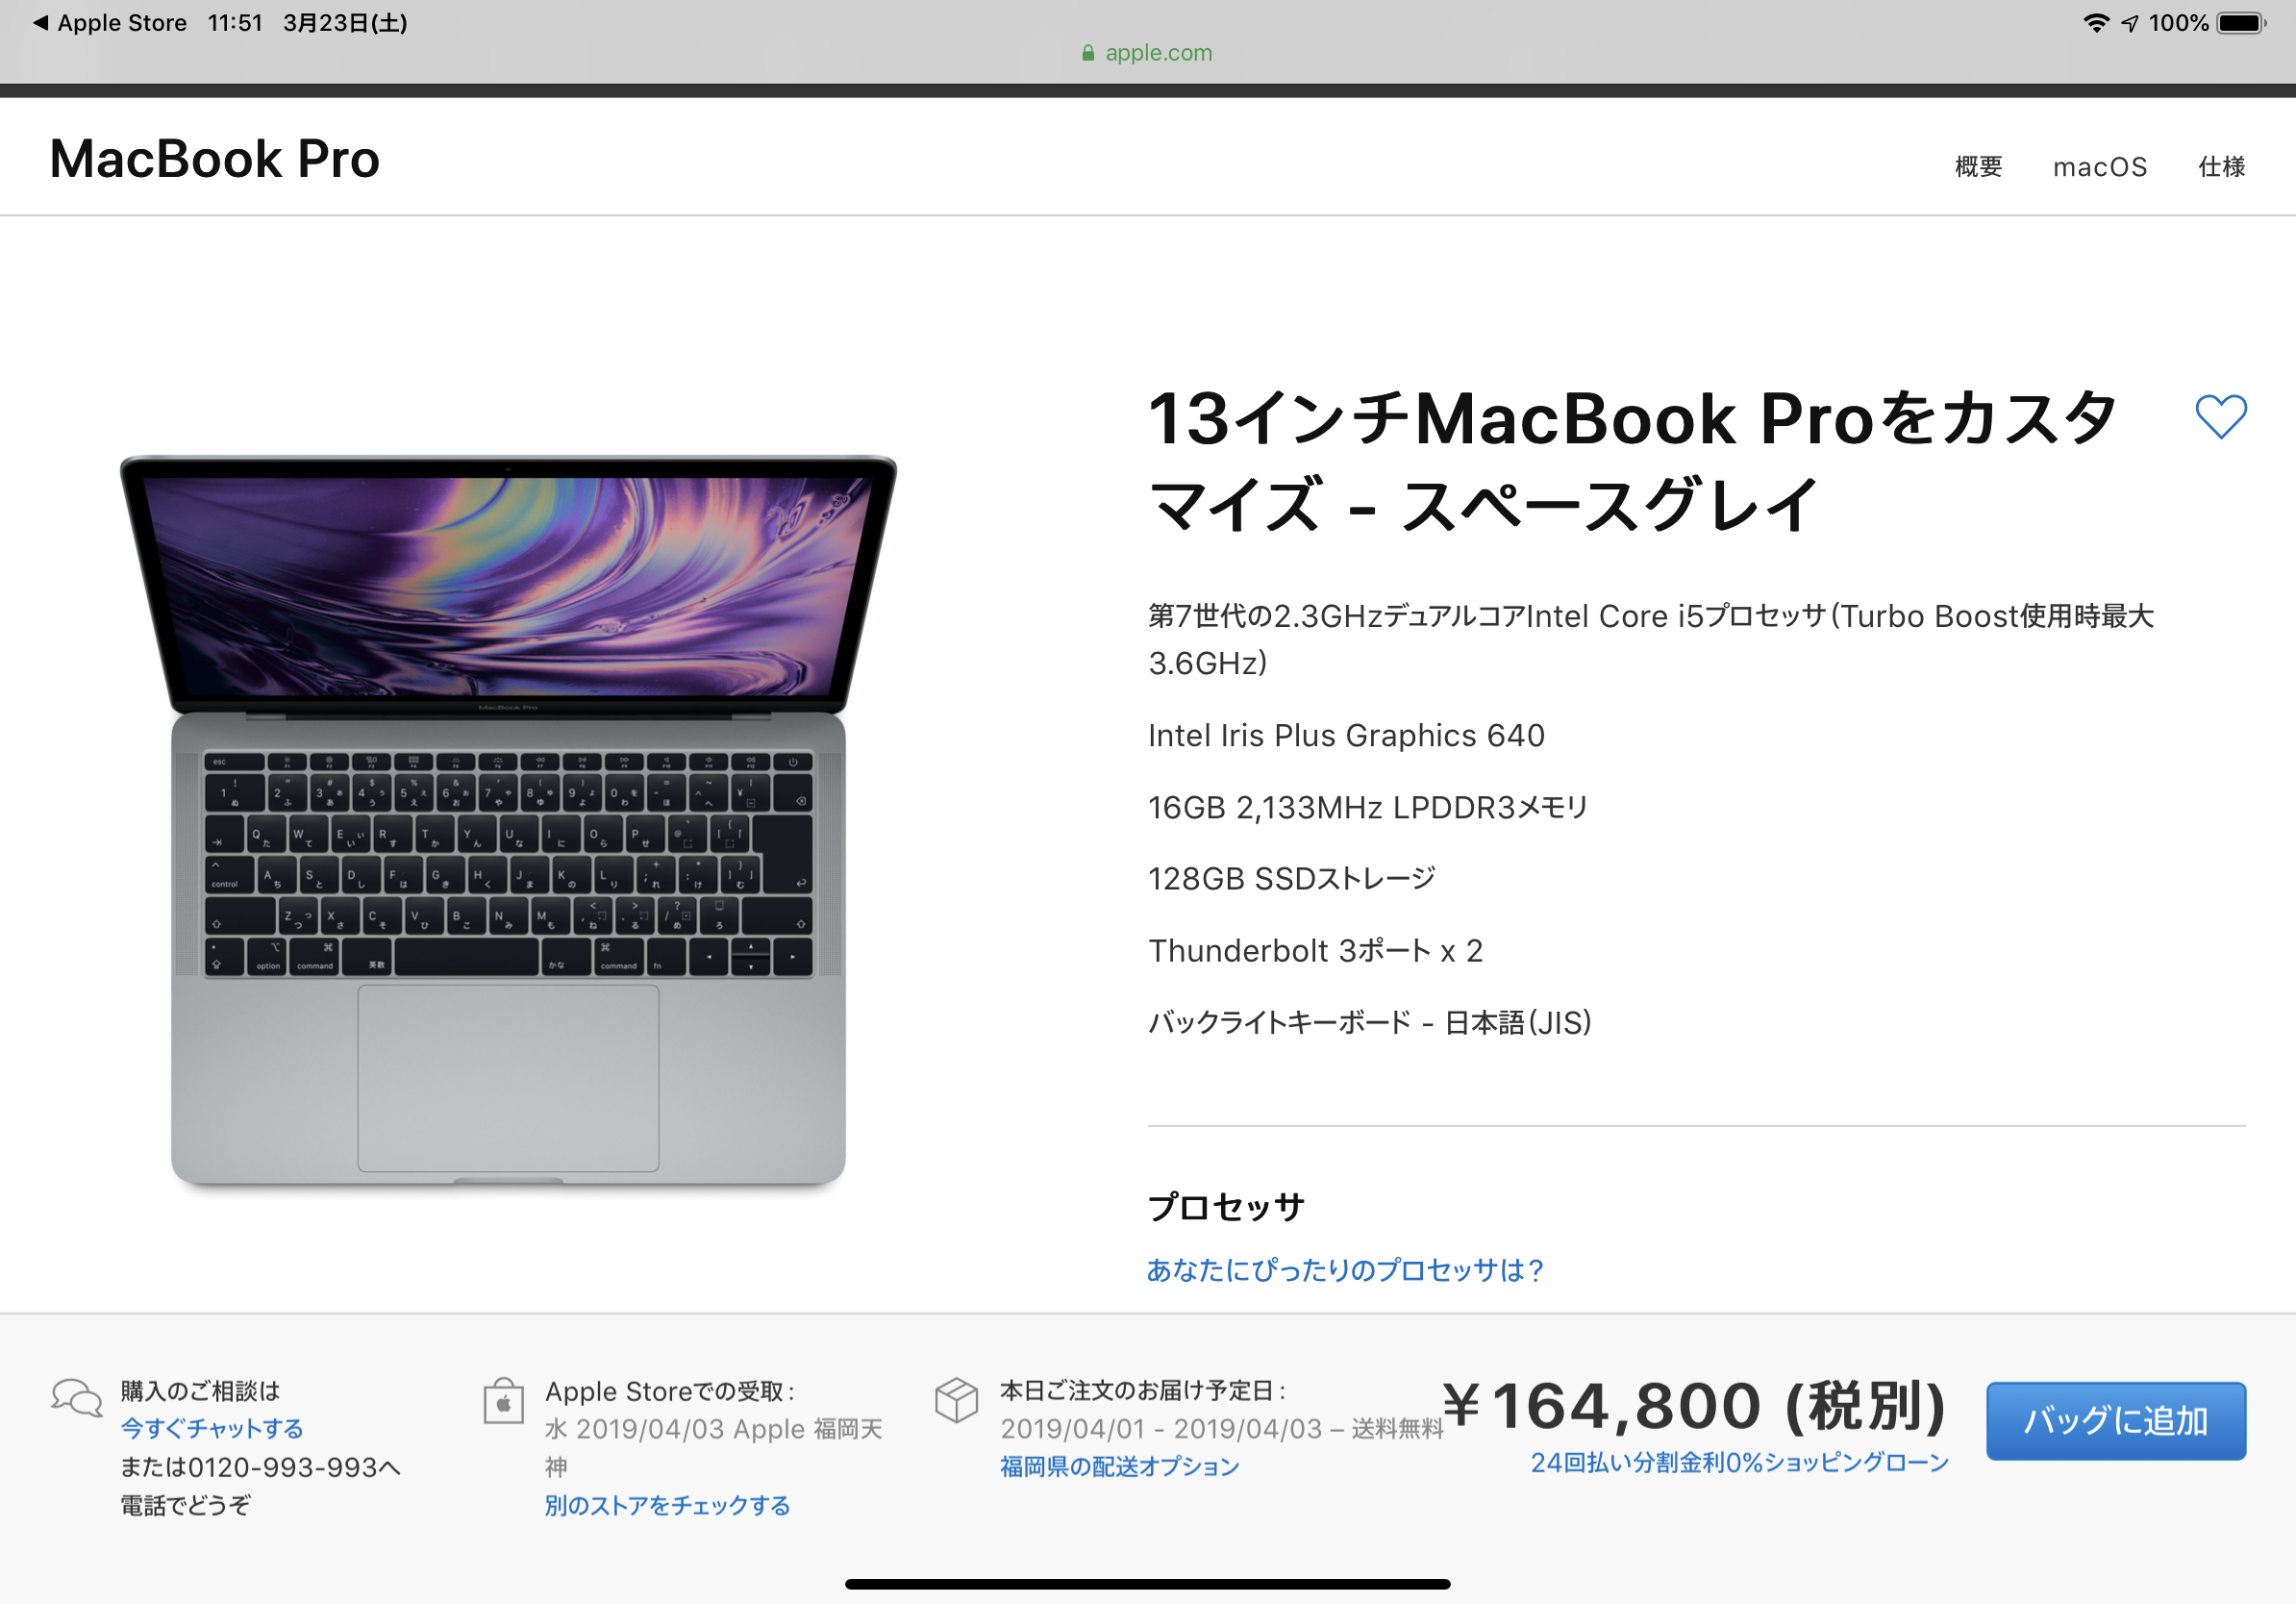 ◀ Apple Store 11:51 3月23日(土)
100%
apple.com
MacBook Pro
概要 macOS 仕様
13インチMacBook Proをカスタ
マイズ - スペースグレイ
第7世代の2.3GHzデュアルコアIntel Core i5プロセッサ(Turbo Boost使用時最大
3.6GHz)
Intel Iris Plus Graphics 640
16GB 2,133MHz LPDDR3メモリ
128GB SSDストレージ
Thunderbolt 3ポート x 2
バックライトキーボード - 日本語(JIS)
MacBook Pro
esc
control
option command 英数 かな command fn
プロセッサ
あなたにぴったりのプロセッサは?
購入のご相談は
今すぐチャットする
または0120-993-993へ
電話でどうぞ
Apple Storeでの受取:
水 2019/04/03 Apple 福岡天
神
別のストアをチェックする
本日ご注文のお届け予定日:
2019/04/01 - 2019/04/03 – 送料無料
福岡県の配送オプション
¥164,800 (税別)
24回払い分割金利0%ショッピングローン
バッグに追加